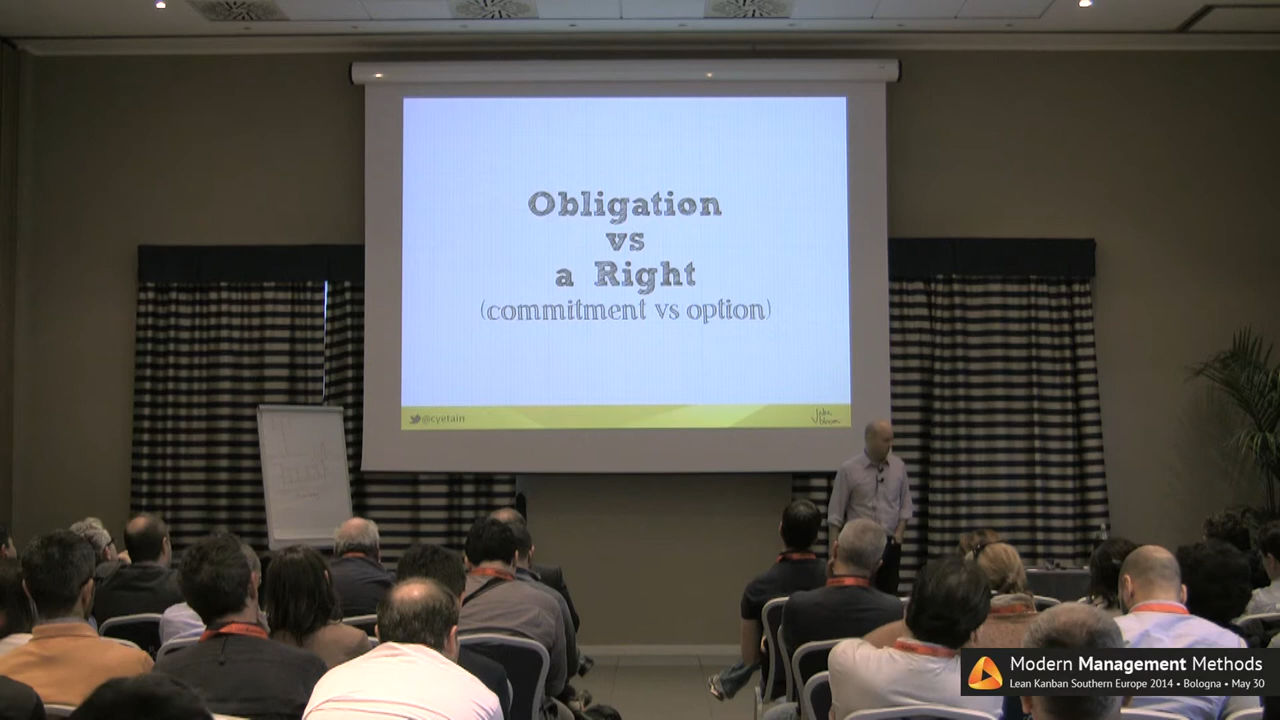 Obligation
vs
a Right
(commitment vs option)
@cyetain
Modern Management Methods
Lean Kanban Southern Europe 2014 • Bologna • May 30